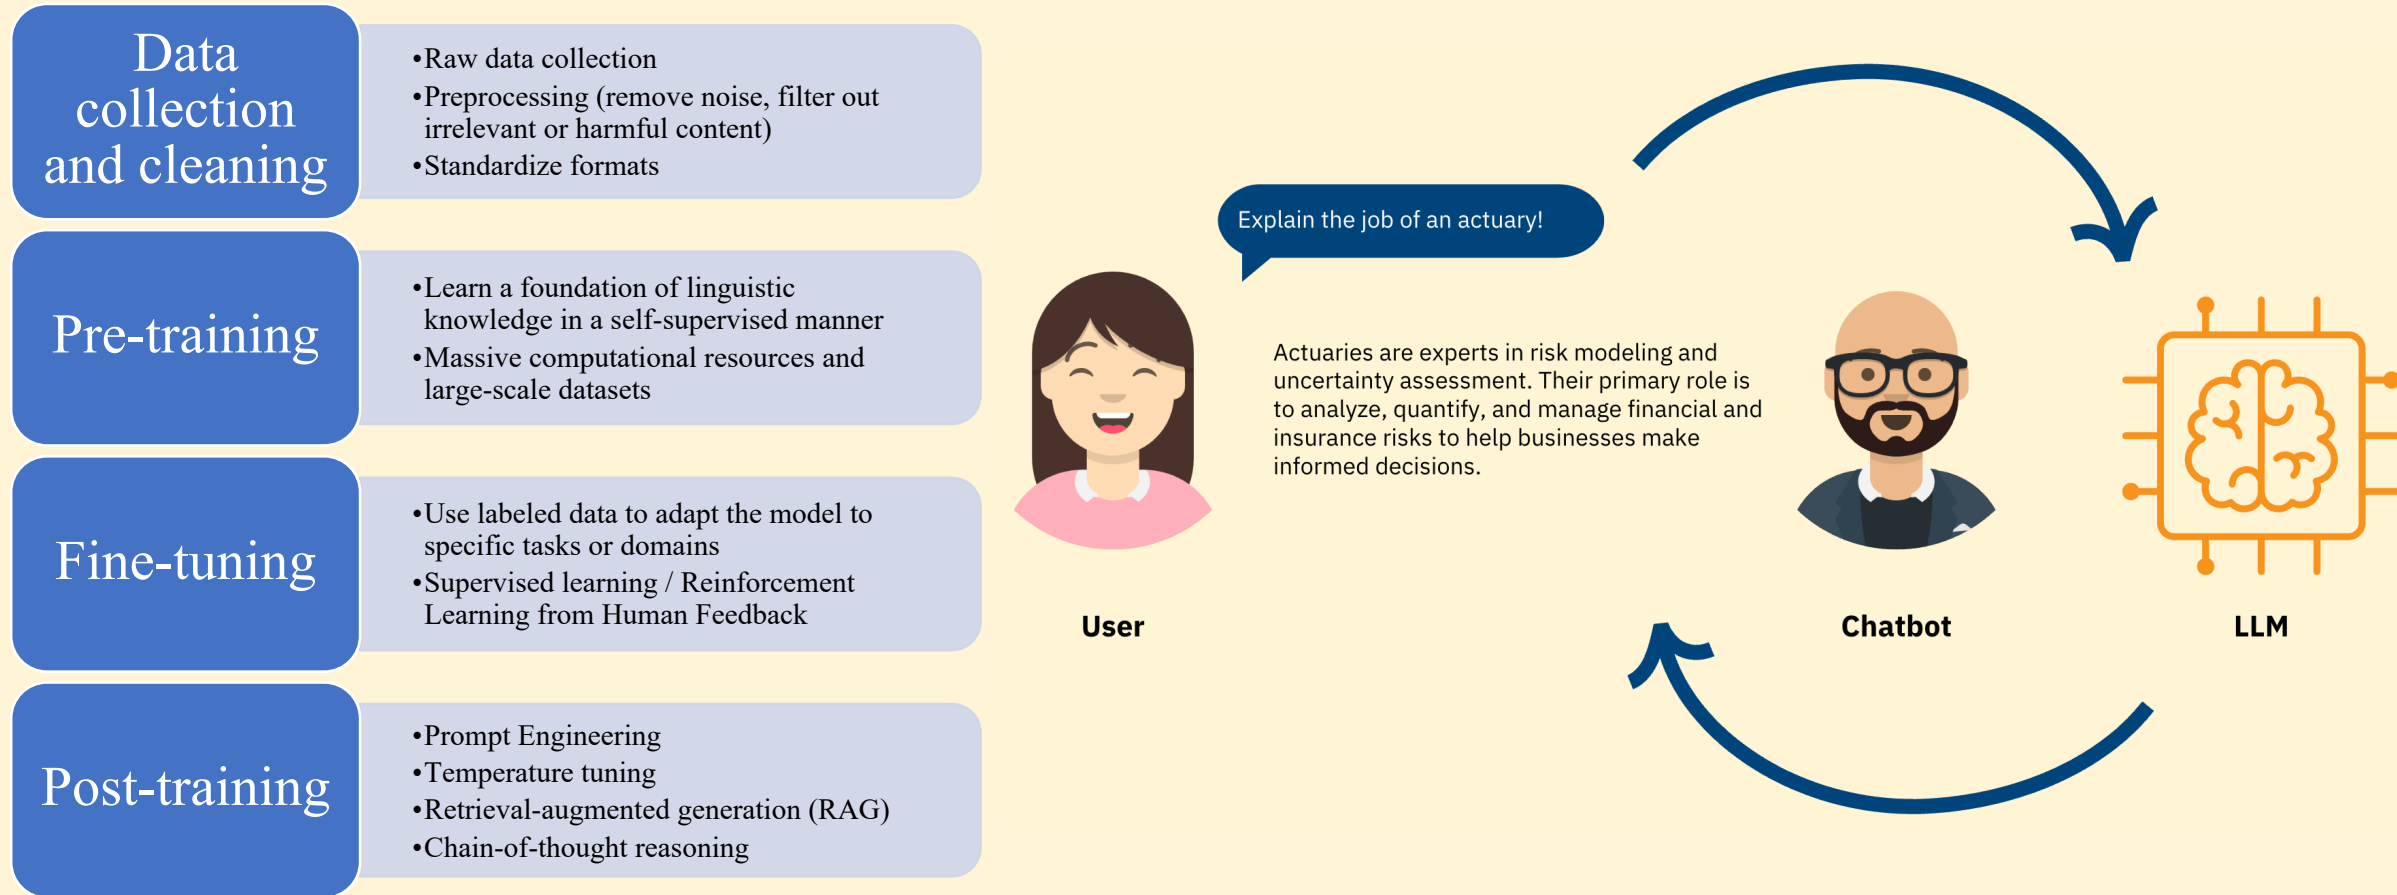 Data
collection
and cleaning
•Raw data collection
•Preprocessing (remove noise, filter out
irrelevant or harmful content)
•Standardize formats
Pre-training
•Learn a foundation of linguistic
knowledge in a self-supervised manner
•Massive computational resources and
large-scale datasets
Fine-tuning
•Use labeled data to adapt the model to
specific tasks or domains
•Supervised learning / Reinforcement
Learning from Human Feedback
Post-training
•Prompt Engineering
•Temperature tuning
•Retrieval-augmented generation (RAG)
•Chain-of-thought reasoning
Explain the job of an actuary!
Actuaries are experts in risk modeling and
uncertainty assessment. Their primary role is
to analyze, quantify, and manage financial and
insurance risks to help businesses make
informed decisions.
User
Chatbot
LLM